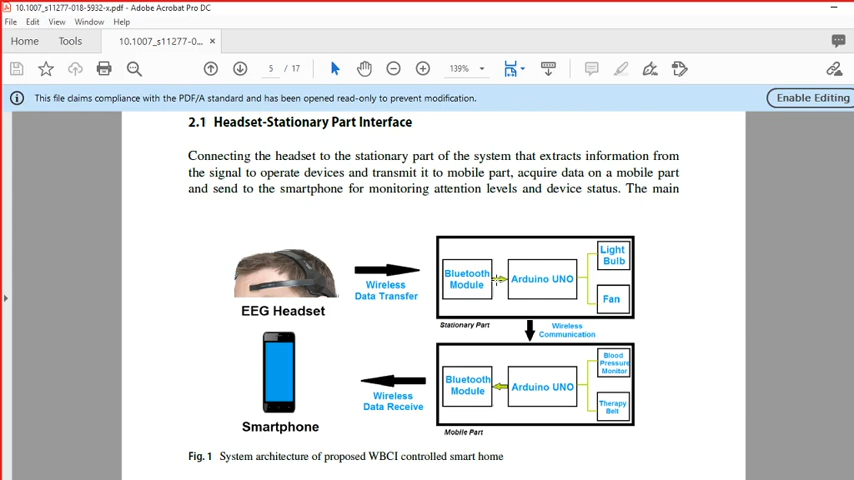 10.1007_s11277-018-5932-x.pdf - Adobe Acrobat Pro DC
File Edit View Window Help
Home Tools 10.1007_s11277-0... ×
5 / 17 139%
This file claims compliance with the PDF/A standard and has been opened read-only to prevent modification. Enable Editing
2.1 Headset-Stationary Part Interface
Connecting the headset to the stationary part of the system that extracts information from
the signal to operate devices and transmit it to mobile part, acquire data on a mobile part
and send to the smartphone for monitoring attention levels and device status. The main
EEG Headset
Wireless
Data Transfer
Bluetooth
Module
Arduino UNO
Light
Bulb
Fan
Stationary Part
Wireless
Communication
Smartphone
Wireless
Data Receive
Bluetooth
Module
Arduino UNO
Blood
Pressure
Monitor
Therapy
Belt
Mobile Part
Fig. 1 System architecture of proposed WBCI controlled smart home